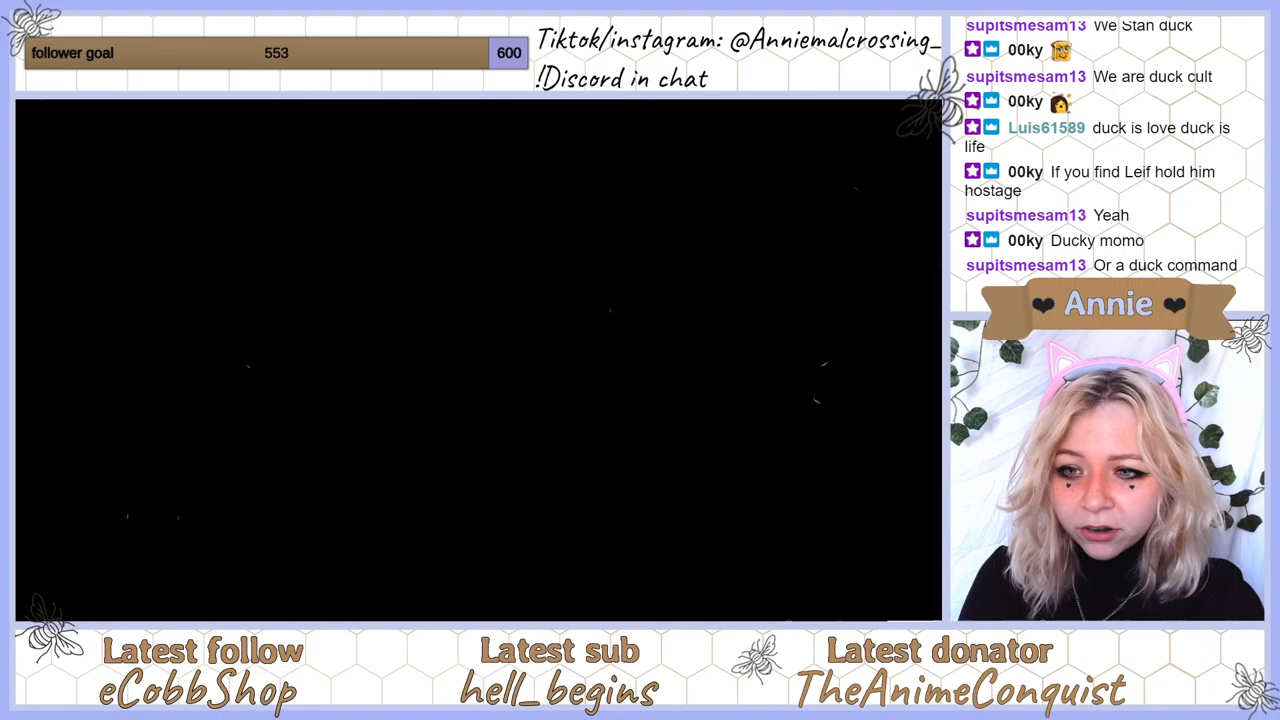 follower goal 553 600
Tiktok/instagram: @Anniemalcrossing_
!Discord in chat
supitsmesam13 We Stan duck
00ky
supitsmesam13 We are duck cult
00ky
Luis61589 duck is love duck is
life
00ky If you find Leif hold him
hostage
supitsmesam13 Yeah
00ky Ducky momo
supitsmesam13 Or a duck command
Annie
Latest follow
eCobbShop
Latest sub
hell_begins
Latest donator
TheAnimeConquist